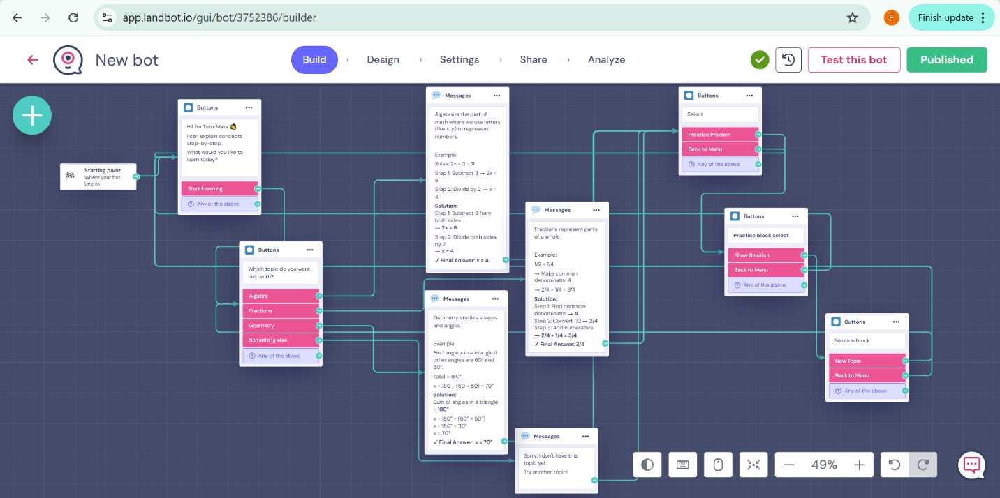 app.landbot.io/gui/bot/3752386/builder
F
Finish update
New bot
Build
Design
Settings
Share
Analyze
Test this bot
Published
Starting point
Where your bot
begins
Buttons
Hi! I'm TutorMate 👋
I can explain concepts
step-by-step.
What would you like to
learn today?
Start Learning
Any of the above
Buttons
Which topic do you want
help with?
Algebra
Fractions
Geometry
Something else
Any of the above
Messages
Algebra is the part of
math where we use letters
(like x, y) to represent
numbers.
Example:
Solve: 2x + 3 = 11
Step 1: Subtract 3 → 2x =
8
Step 2: Divide by 2 → x =
4
Solution:
Step 1: Subtract 3 from
both sides
→ 2x = 8
Step 2: Divide both sides
by 2
→ x = 4
✓ Final Answer: x = 4
Messages
Geometry studies shapes
and angles.
Example:
Find angle x in a triangle if
other angles are 60° and
50°.
Total = 180°
x = 180 − (60 + 50) = 70°
Solution:
Sum of angles in a triangle
= 180°
x = 180° − (60° + 50°)
x = 180° − 110°
x = 70°
✓ Final Answer: x = 70°
Messages
Fractions represent parts
of a whole.
Example:
1/2 + 1/4
→ Make common
denominator 4
→ 2/4 + 1/4 = 3/4
Solution:
Step 1: Find common
denominator → 4
Step 2: Convert 1/2 → 2/4
Step 3: Add numerators
→ 2/4 + 1/4 = 3/4
✓ Final Answer: 3/4
Messages
Sorry, I don't have this
topic yet.
Try another topic!
Buttons
Select
Practice Problem
Back to Menu
Any of the above
Buttons
Practice block select
Show Solution
Back to Menu
Any of the above
Buttons
Solution block
New Topic
Back to Menu
Any of the above
49%